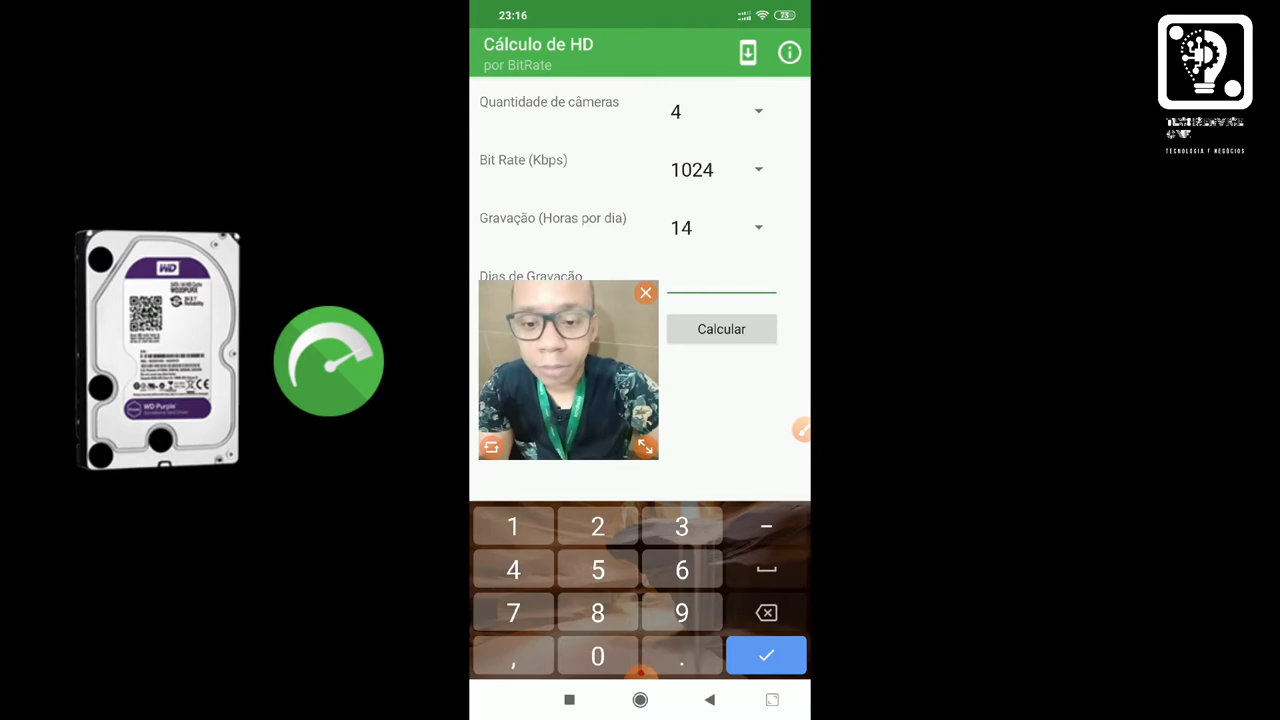 23:16
73
Cálculo de HD
por BitRate
Quantidade de câmeras
4
Bit Rate (Kbps)
1024
Gravação (Horas por dia)
14
Dias de Gravação
Calcular
WD
WD Purple
1 2 3 -
4 5 6
7 8 9
, 0 .
TECNOLOGIA E NEGÓCIOS